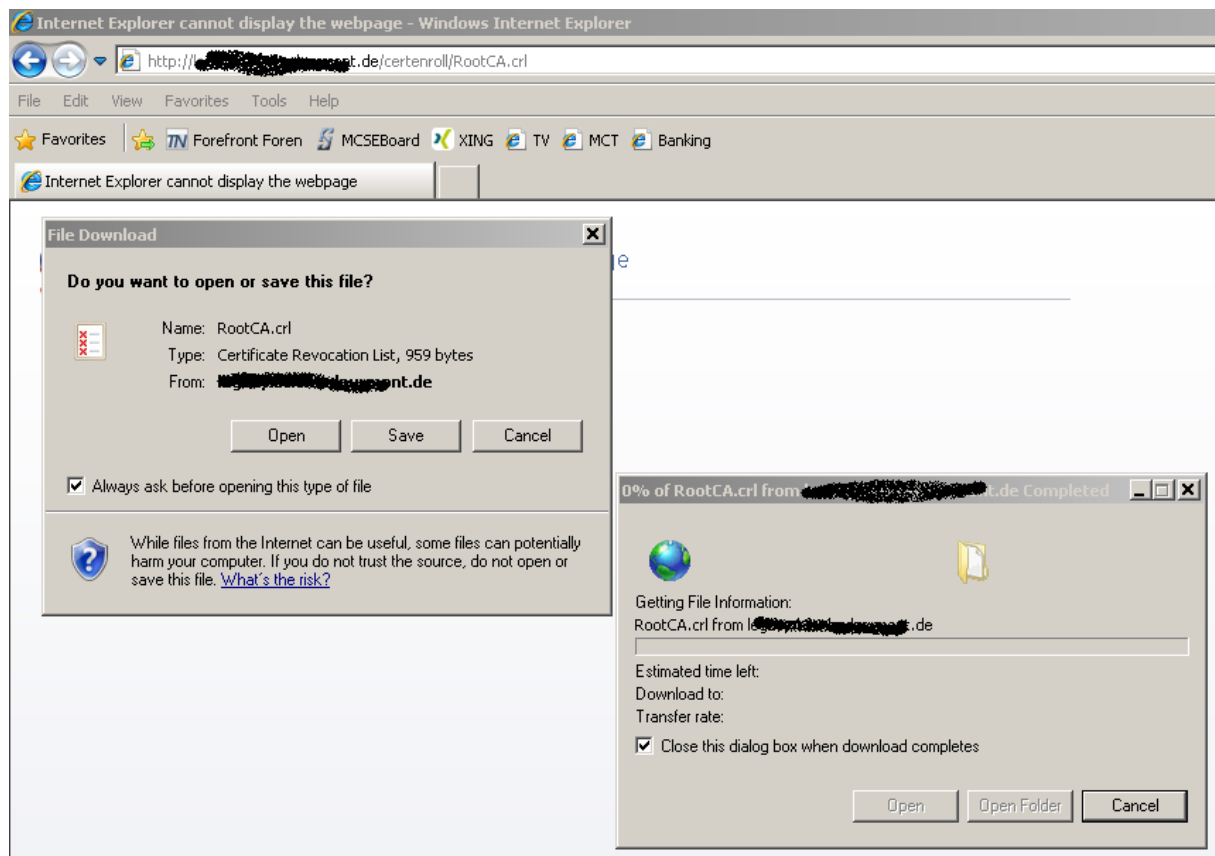 Internet Explorer cannot display the webpage - Windows Internet Explorer
http://l t.de/certenroll/RootCA.crl
File Edit View Favorites Tools Help
Favorites TN Forefront Foren MCSEBoard XING TV MCT Banking
Internet Explorer cannot display the webpage
File Download
e
Do you want to open or save this file?
Name: RootCA.crl
Type: Certificate Revocation List, 959 bytes
From: nt.de
Open Save Cancel
Always ask before opening this type of file
While files from the Internet can be useful, some files can potentially
harm your computer. If you do not trust the source, do not open or
save this file. What's the risk?
0% of RootCA.crl from t.de Completed
Getting File Information:
RootCA.crl from le .de
Estimated time left:
Download to:
Transfer rate:
Close this dialog box when download completes
Open Open Folder Cancel